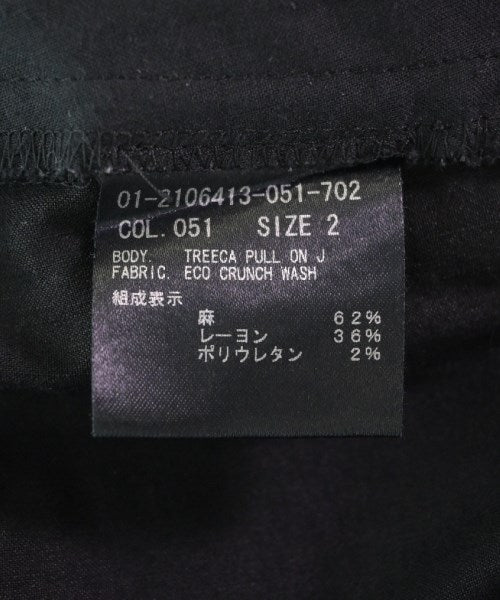 01-2106413-051-702
COL. 051 SIZE 2
BODY. TREECA PULL ON J
FABRIC. ECO CRUNCH WASH
組成表示
麻 62%
レーヨン 36%
ポリウレタン 2%